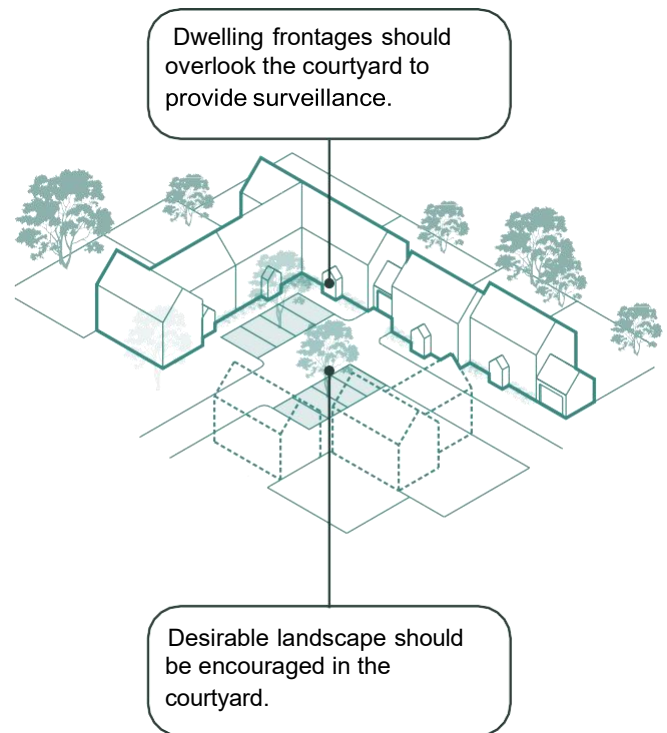 Dwelling frontages should
overlook the courtyard to
provide surveillance.
Desirable landscape should
be encouraged in the
courtyard.